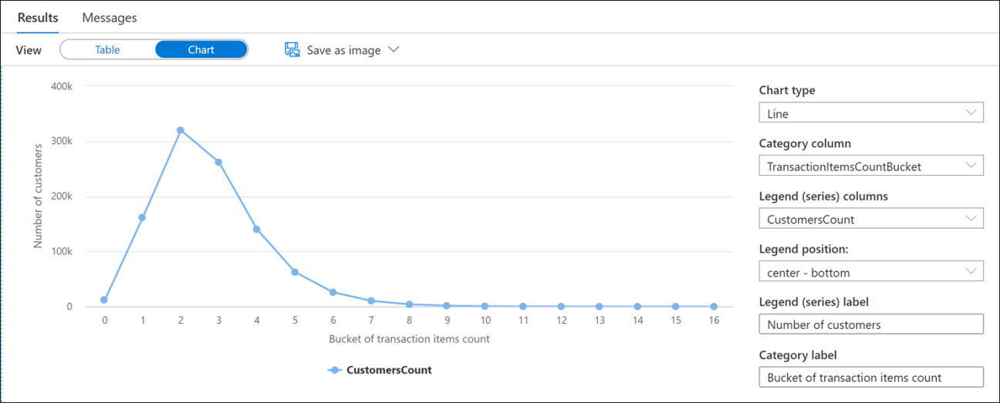 Results Messages
View Table Chart Save as image
400k
300k
200k
100k
0
Number of customers
0 1 2 3 4 5 6 7 8 9 10 11 12 13 14 15 16
Bucket of transaction items count
CustomersCount
Chart type
Line
Category column
TransactionItemsCountBucket
Legend (series) columns
CustomersCount
Legend position:
center - bottom
Legend (series) label
Number of customers
Category label
Bucket of transaction items count